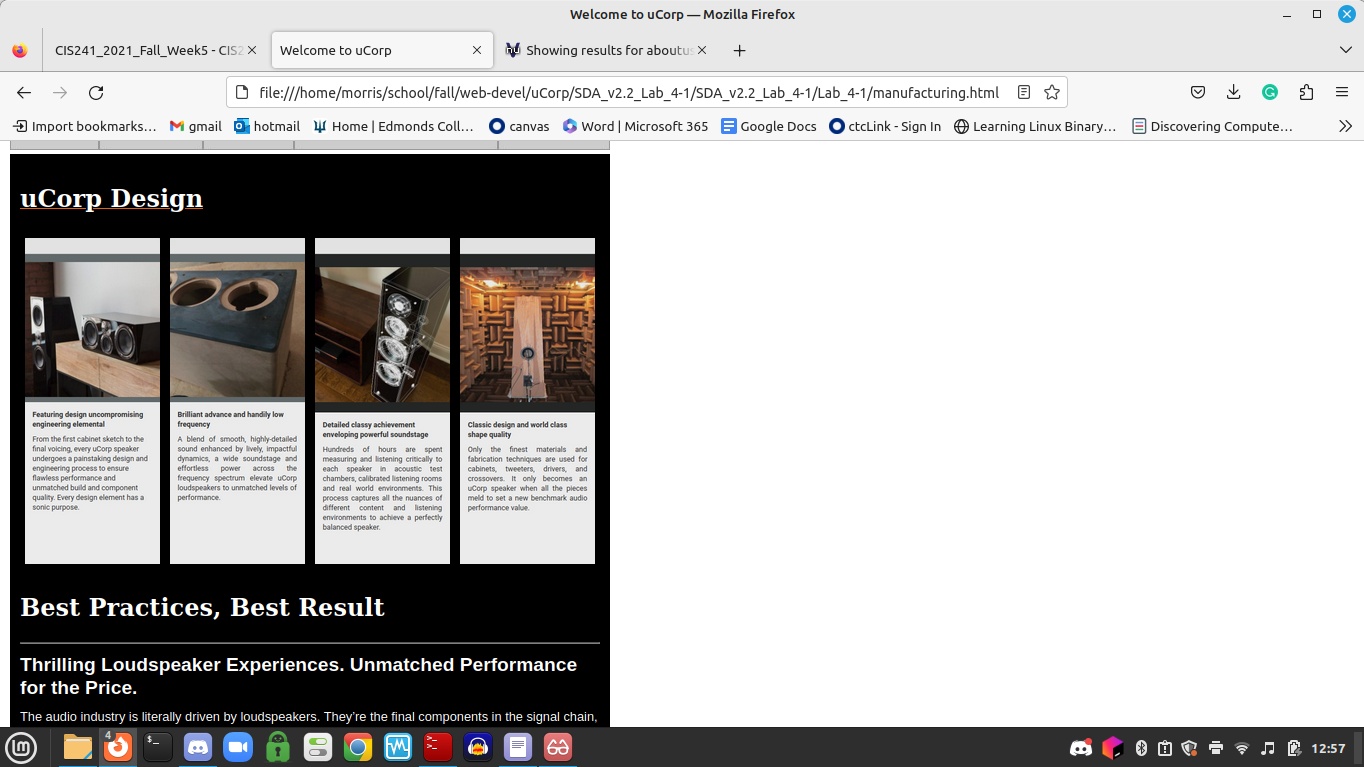 Welcome to uCorp — Mozilla Firefox
CIS241_2021_Fall_Week5 - CIS2
Welcome to uCorp
Showing results for aboutus
file:///home/morris/school/fall/web-devel/uCorp/SDA_v2.2_Lab_4-1/SDA_v2.2_Lab_4-1/Lab_4-1/manufacturing.html
Import bookmarks…
gmail
hotmail
Home | Edmonds Coll…
canvas
Word | Microsoft 365
Google Docs
ctcLink - Sign In
Learning Linux Binary…
Discovering Compute…
uCorp Design
Featuring design uncompromising
engineering elemental
From the first cabinet sketch to the
final voicing, every uCorp speaker
undergoes a painstaking design and
engineering process to ensure
flawless performance and
unmatched build and component
quality. Every design element has a
sonic purpose.
Brilliant advance and handily low
frequency
A blend of smooth, highly-detailed
sound enhanced by lively, impactful
dynamics, a wide soundstage and
effortless power across the
frequency spectrum elevate uCorp
loudspeakers to unmatched levels of
performance.
Detailed classy achievement
enveloping powerful soundstage
Hundreds of hours are spent
measuring and listening critically to
each speaker in acoustic test
chambers, calibrated listening rooms
and real world environments. This
process captures all the nuances of
different content and listening
environments to achieve a perfectly
balanced speaker.
Classic design and world class
shape quality
Only the finest materials and
fabrication techniques are used for
cabinets, tweeters, drivers, and
crossovers. It only becomes an
uCorp speaker when all the pieces
meld to set a new benchmark audio
performance value.
Best Practices, Best Result
Thrilling Loudspeaker Experiences. Unmatched Performance
for the Price.
The audio industry is literally driven by loudspeakers. They're the final components in the signal chain,
4
12:57